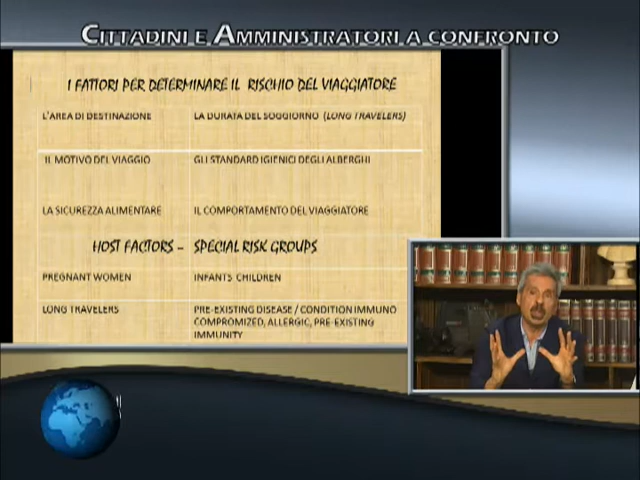 CITTADINI E AMMINISTRATORI A CONFRONTO
I FATTORI PER DETERMINARE IL RISCHIO DEL VIAGGIATORE
L'AREA DI DESTINAZIONE
LA DURATA DEL SOGGIORNO (LONG TRAVELERS)
IL MOTIVO DEL VIAGGIO
GLI STANDARD IGIENICI DEGLI ALBERGHI
LA SICUREZZA ALIMENTARE
IL COMPORTAMENTO DEL VIAGGIATORE
HOST FACTORS – SPECIAL RISK GROUPS
PREGNANT WOMEN
INFANTS CHILDREN
LONG TRAVELERS
PRE-EXISTING DISEASE / CONDITION IMMUNO
COMPROMIZED, ALLERGIC, PRE-EXISTING
IMMUNITY